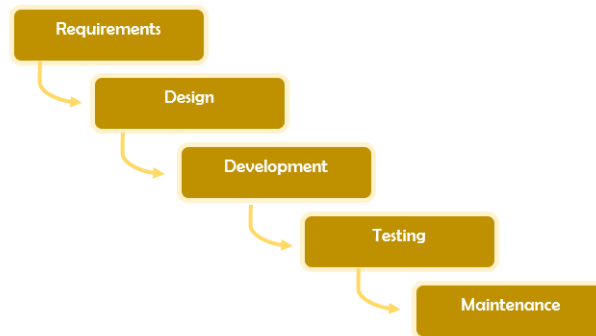 Requirements
Design
Development
Testing
Maintenance